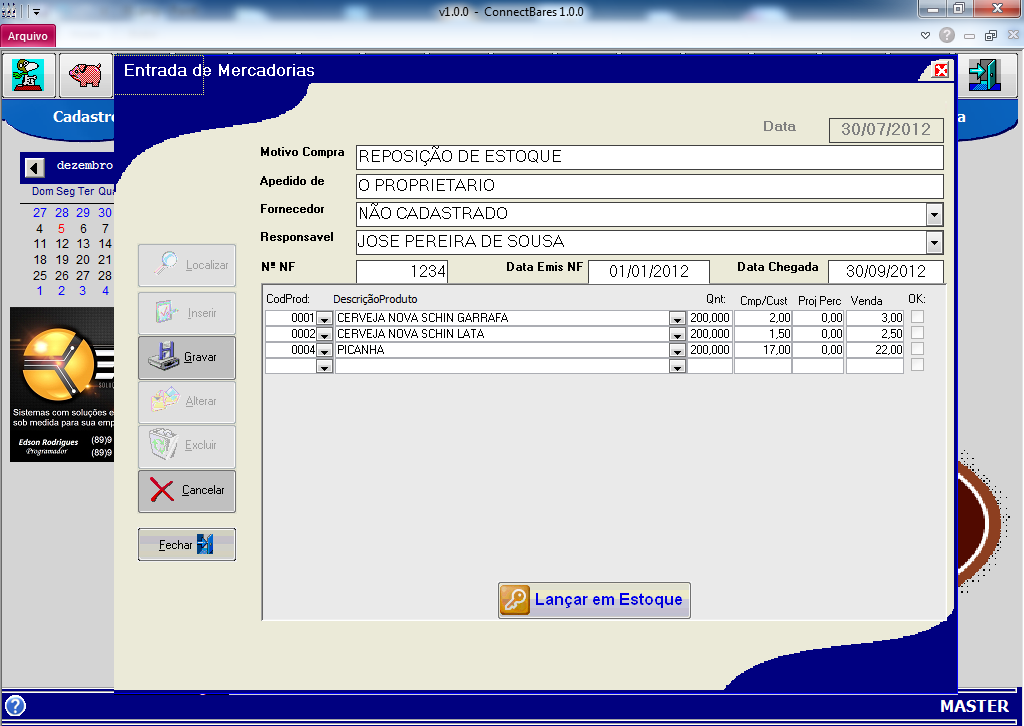 v1.0.0 - ConnectBares 1.0.0
Arquivo
Entrada de Mercadorias
Cadastro
a
Data 30/07/2012
dezembro
Dom Seg Ter Qua
27 28 29 30
4 5 6 7
11 12 13 14
18 19 20 21
25 26 27 28
1 2 3 4
Sistemas com soluções e
sob medida para sua emp
Edson Rodrigues (89)9
Programador (89)9
Localizar
Inserir
Gravar
Alterar
Excluir
Cancelar
Fechar
Motivo Compra REPOSIÇÃO DE ESTOQUE
Apedido de O PROPRIETARIO
Fornecedor NÃO CADASTRADO
Responsavel JOSE PEREIRA DE SOUSA
Nº NF 1234 Data Emis NF 01/01/2012 Data Chegada 30/09/2012
CodProd: DescriçãoProduto Qnt: Cmp/Cust Proj Perc Venda OK:
0001 CERVEJA NOVA SCHIN GARRAFA 200,000 2,00 0,00 3,00
0002 CERVEJA NOVA SCHIN LATA 200,000 1,50 0,00 2,50
0004 PICANHA 200,000 17,00 0,00 22,00
Lançar em Estoque
MASTER